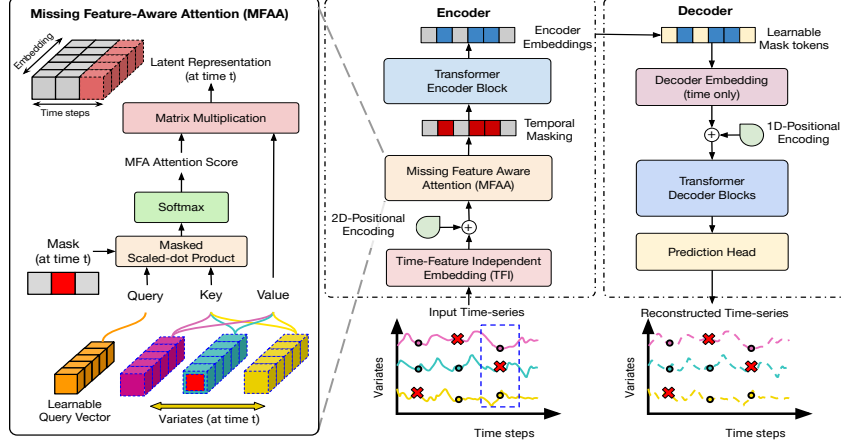 Missing Feature-Aware Attention (MFAA)
Embedding
Time steps
Latent Representation
(at time t)
Matrix Multiplication
MFA Attention Score
Softmax
Mask
(at time t)
Masked
Scaled-dot Product
Query
Key
Value
Learnable
Query Vector
Variates (at time t)
Encoder
Encoder
Embeddings
Transformer
Encoder Block
Temporal
Masking
Missing Feature Aware
Attention (MFAA)
2D-Positional
Encoding
Time-Feature Independent
Embedding (TFI)
Input Time-series
Variates
Time steps
Decoder
Learnable
Mask tokens
Decoder Embedding
(time only)
1D-Positional
Encoding
Transformer
Decoder Blocks
Prediction Head
Reconstructed Time-series
Variates
Time steps